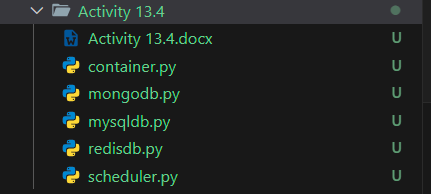 Activity 13.4
Activity 13.4.docx U
container.py U
mongodb.py U
mysqldb.py U
redisdb.py U
scheduler.py U